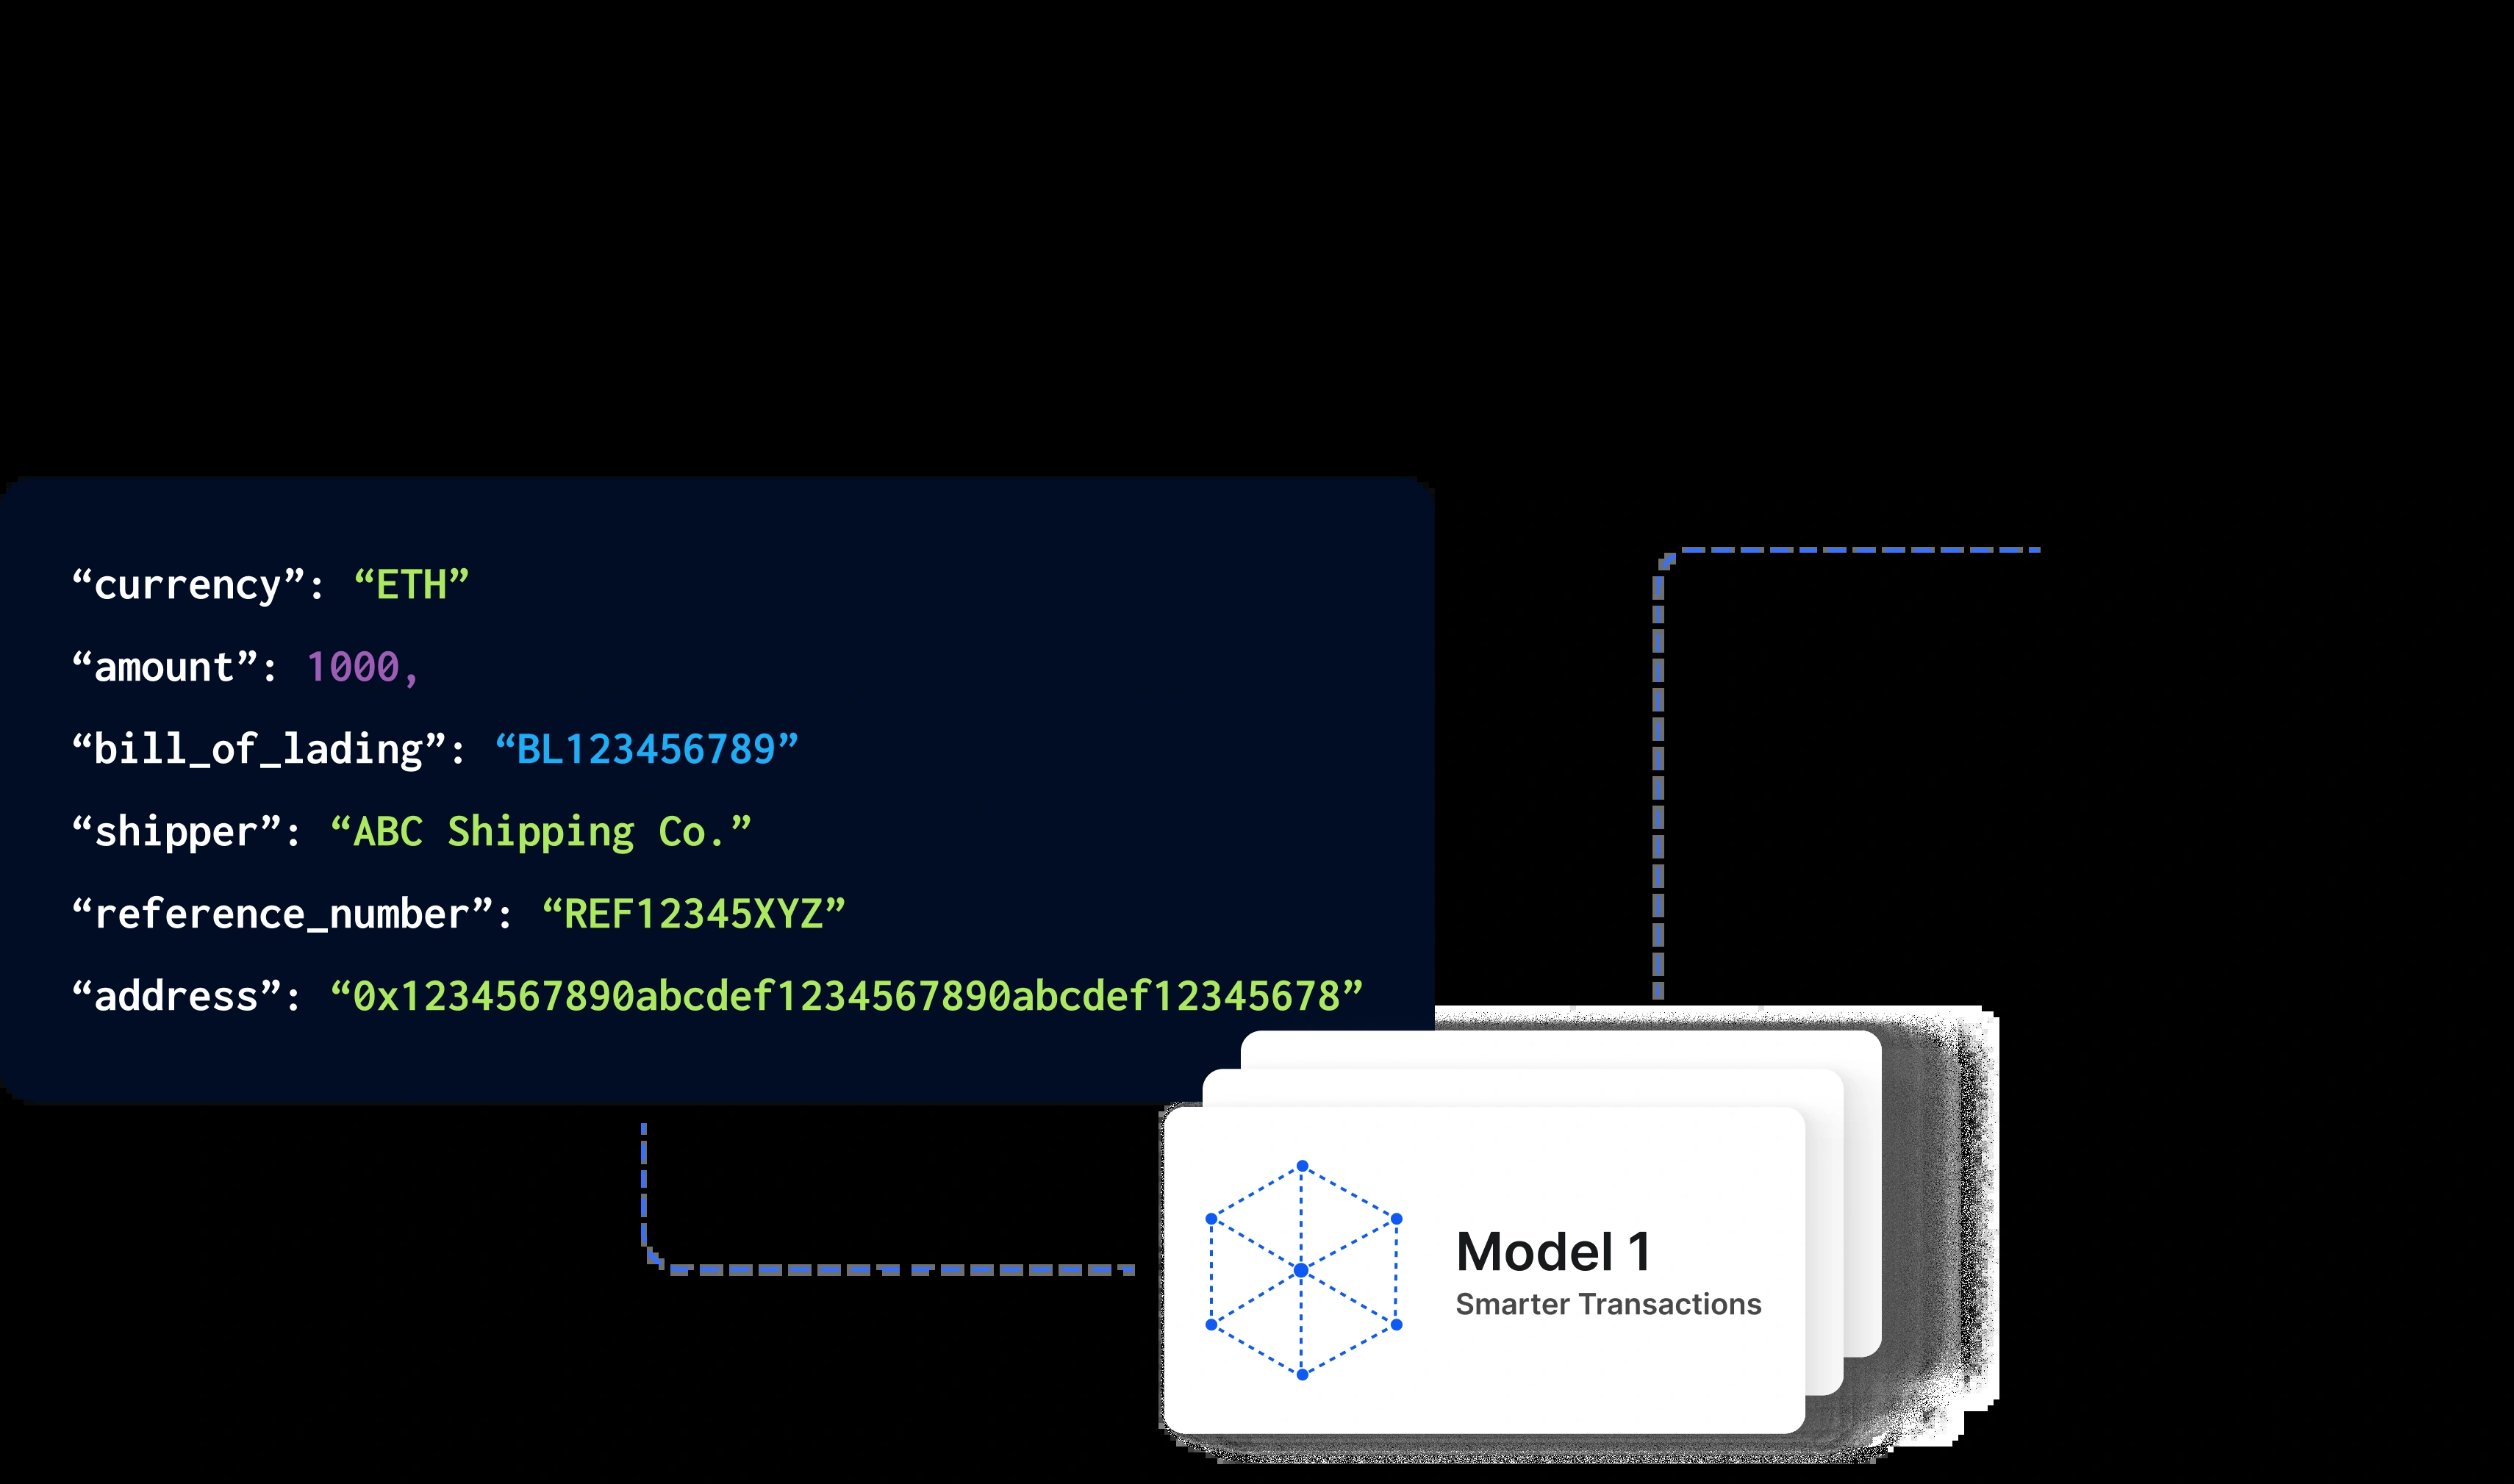 “currency”: “ETH”
“amount”: 1000,
“bill_of_lading”: “BL123456789”
“shipper”: “ABC Shipping Co.”
“reference_number”: “REF12345XYZ”
“address”: “0x1234567890abcdef1234567890abcdef12345678”
Model 1
Smarter Transactions